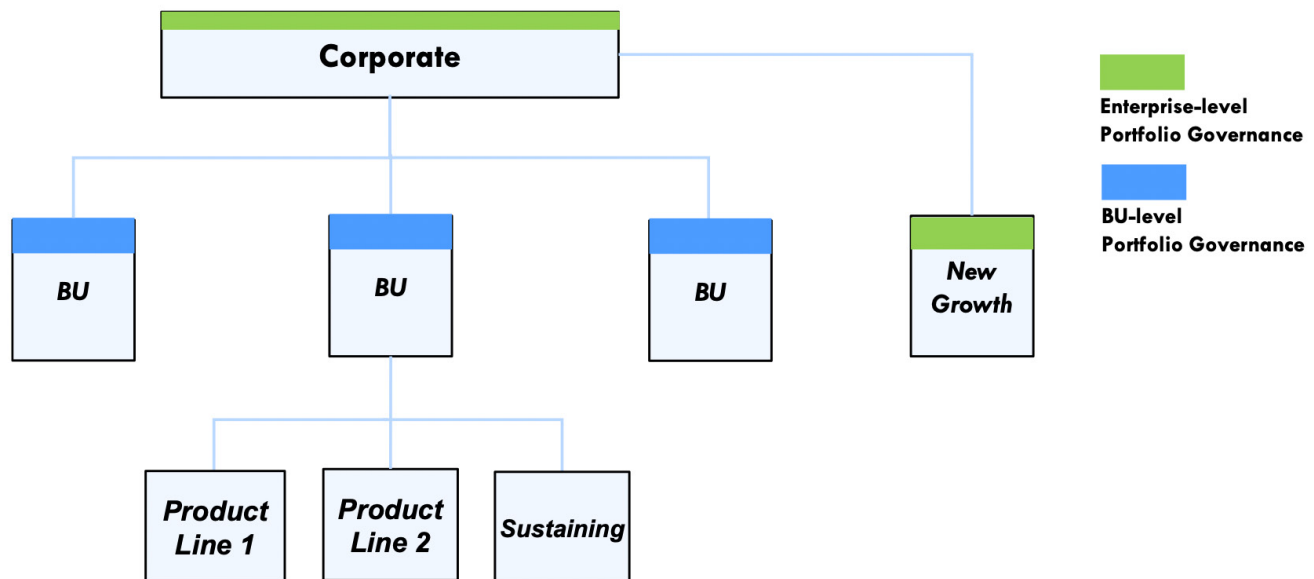 Corporate
Enterprise-level
Portfolio Governance
BU-level
Portfolio Governance
BU
BU
BU
New
Growth
Product
Line 1
Product
Line 2
Sustaining